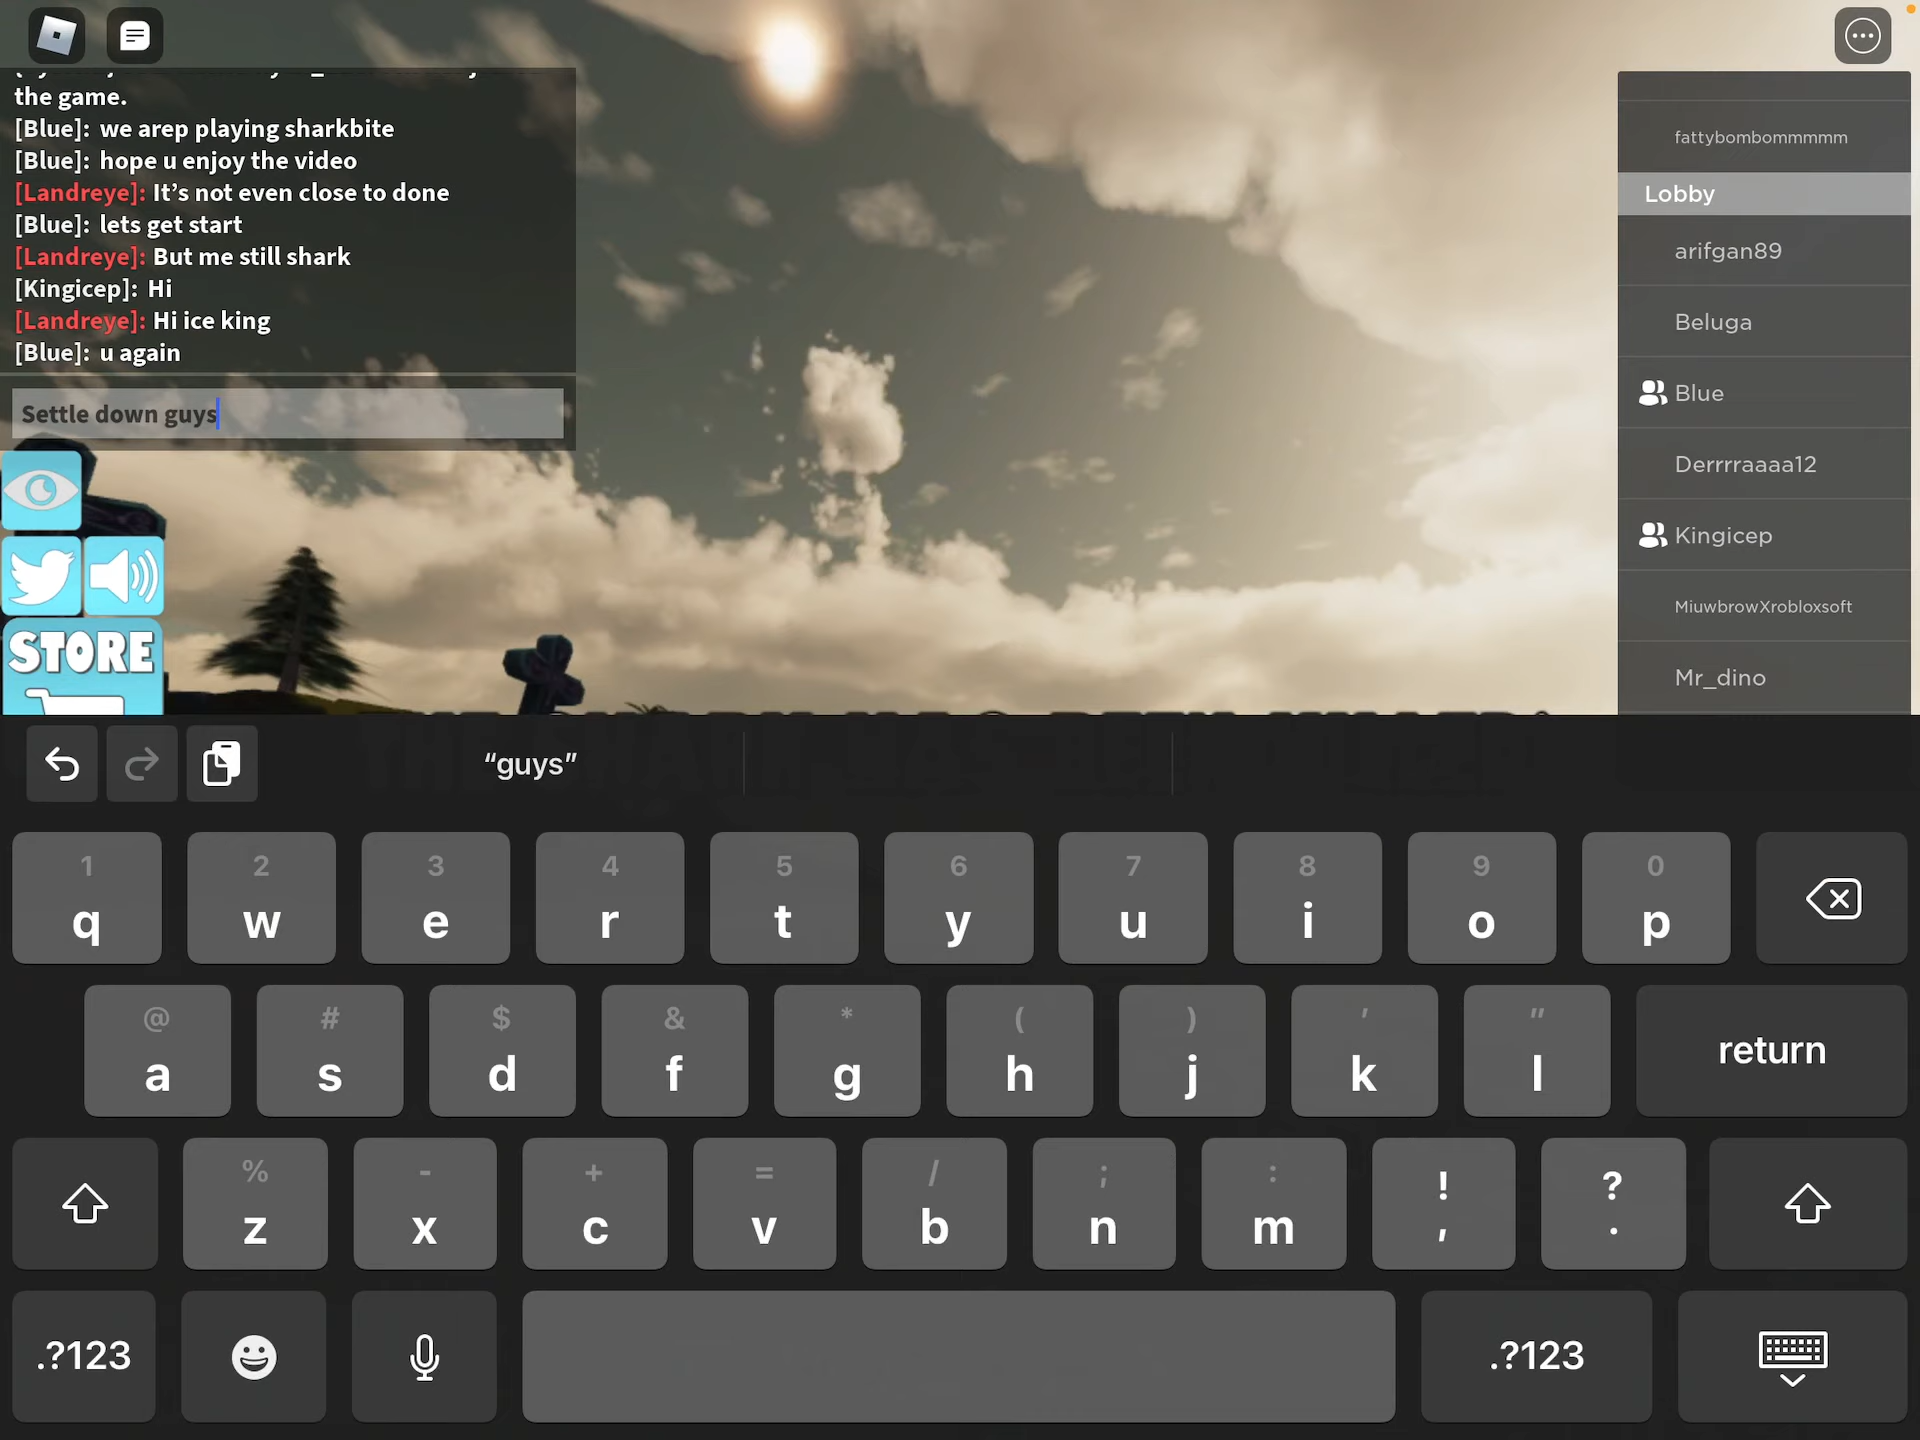 the game.
[Blue]: we arep playing sharkbite
[Blue]: hope u enjoy the video
[Landreye]: It’s not even close to done
[Blue]: lets get start
[Landreye]: But me still shark
[Kingicep]: Hi
[Landreye]: Hi ice king
[Blue]: u again
Settle down guys
STORE
fattybombommmmm
Lobby
arifgan89
Beluga
Blue
Derrrraaaa12
Kingicep
MiuwbrowXrobloxsoft
Mr_dino
“guys”
1 2 3 4 5 6 7 8 9 0
q w e r t y u i o p
@ # $ & * ( ) ' "
a s d f g h j k l return
% - + = / ; : ! ?
z x c v b n m , .
.?123 .?123